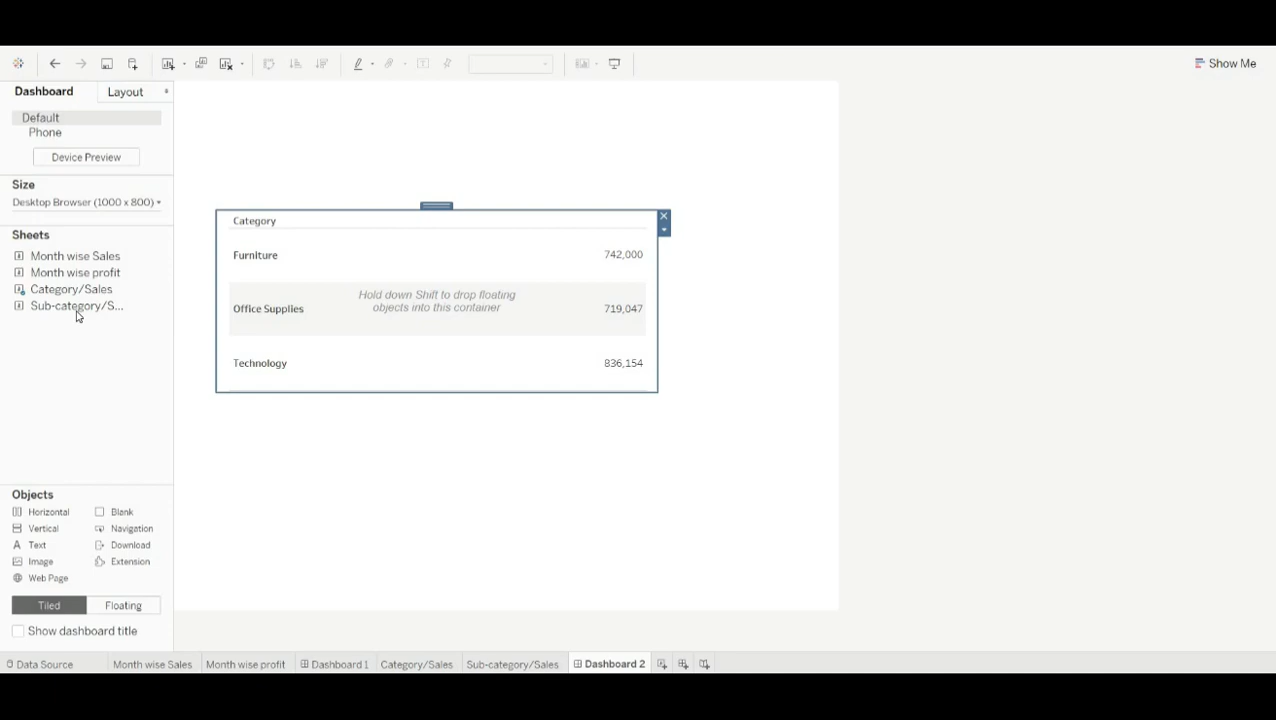 Show Me
Dashboard Layout
Default
Phone
Device Preview
Size
Desktop Browser (1000 x 800)
Sheets
Month wise Sales
Month wise profit
Category/Sales
Sub-category/S...
Category
Furniture 742,000
Hold down Shift to drop floating
objects into this container
Office Supplies 719,047
Technology 836,154
Objects
Horizontal Blank
Vertical Navigation
A Text Download
Image Extension
Web Page
Tiled Floating
Show dashboard title
Data Source Month wise Sales Month wise profit Dashboard 1 Category/Sales Sub-category/Sales Dashboard 2